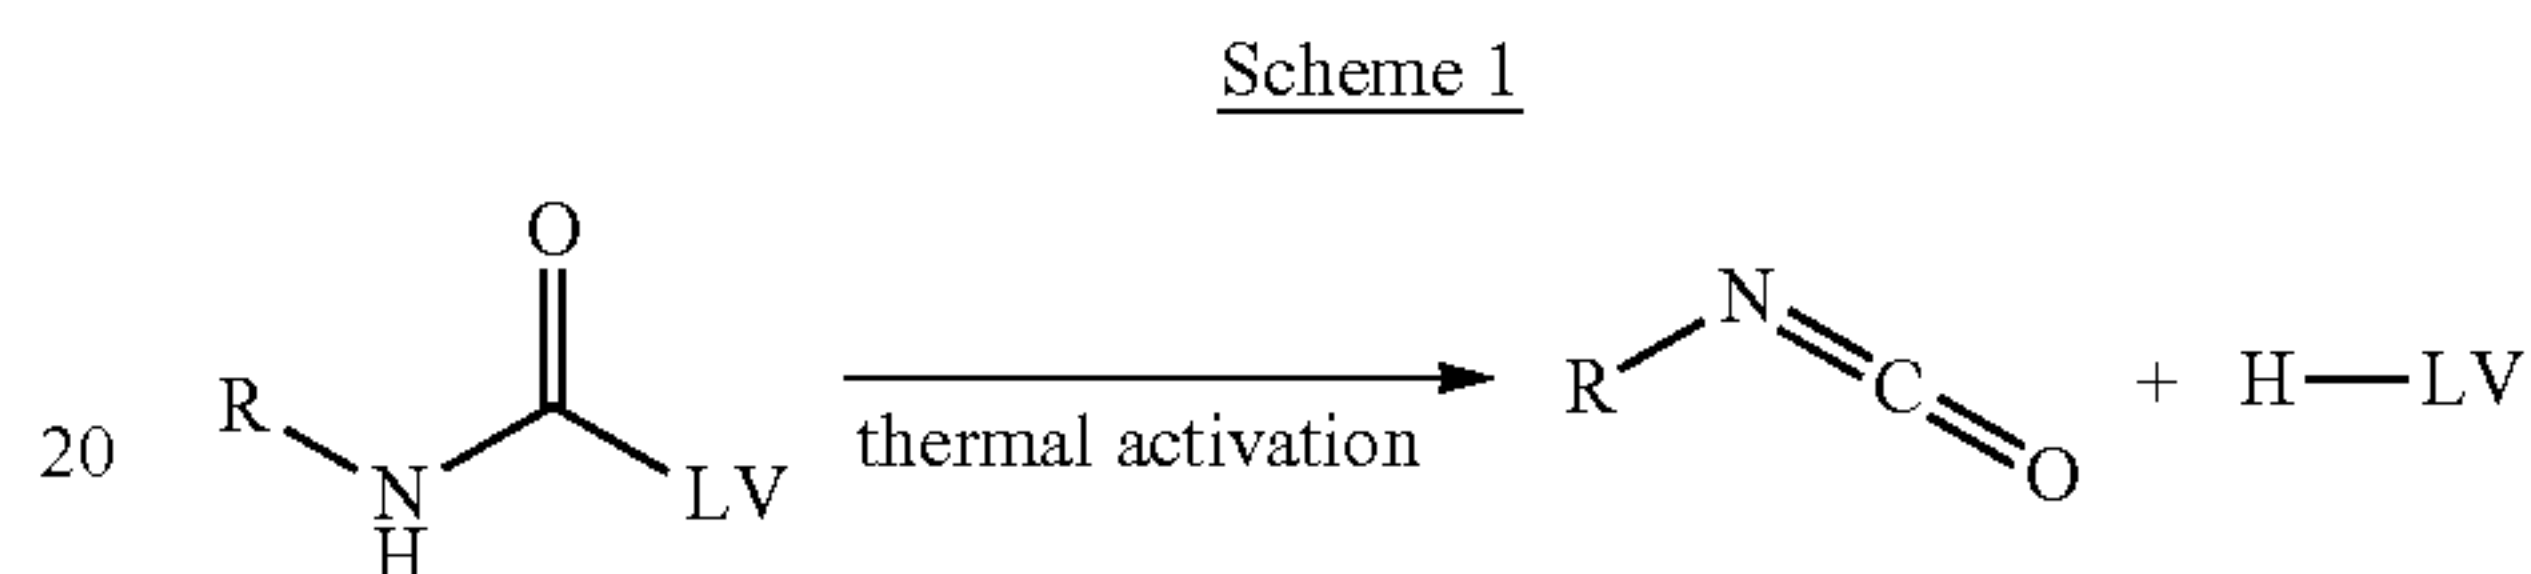 Scheme 1
O
R
N
H
LV
20
thermal activation
R
N
C
O
+ H—LV